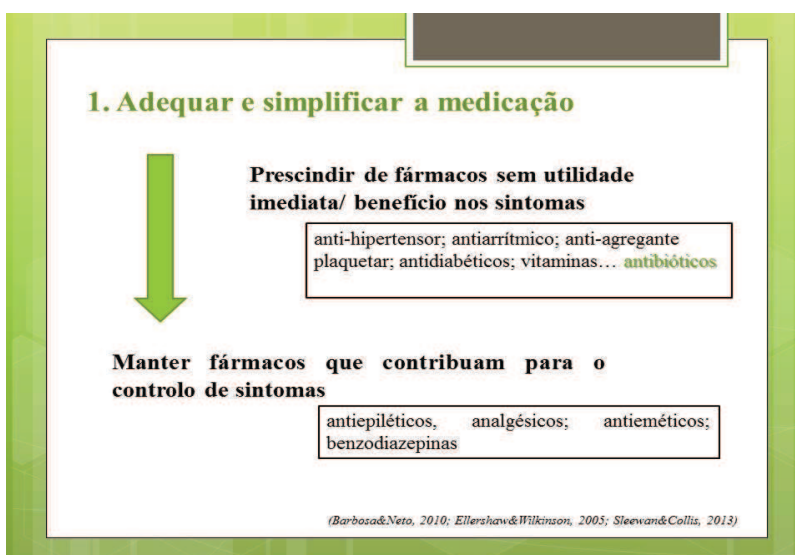 1. Adequar e simplificar a medicação
Prescindir de fármacos sem utilidade
imediata/ benefício nos sintomas
anti-hipertensor; antiarrítmico; anti-agregante
plaquetar; antidiabéticos; vitaminas… antibióticos
Manter fármacos que contribuam para o
controlo de sintomas
antiepiléticos, analgésicos; antieméticos;
benzodiazepinas
(Barbosa&Neto, 2010; Ellershaw&Wilkinson, 2005; Sleewan&Collis, 2013)